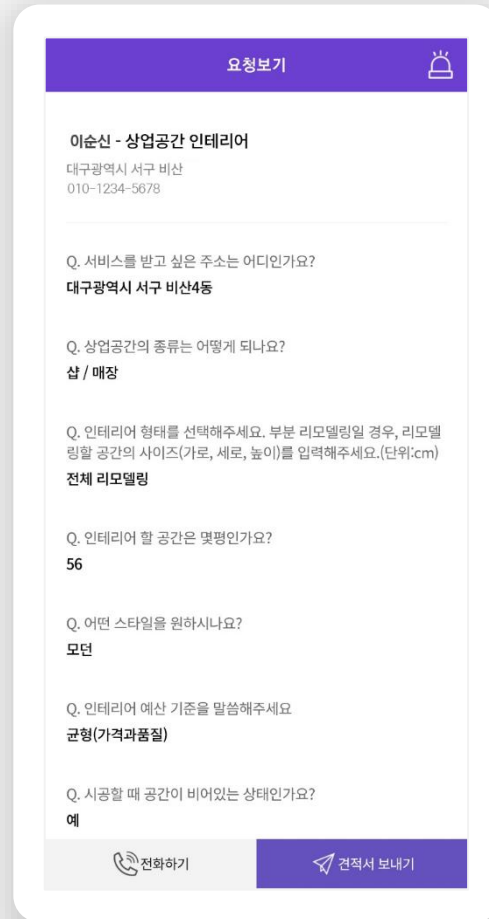 요청보기
이순신 - 상업공간 인테리어
대구광역시 서구 비산
010-1234-5678
Q. 서비스를 받고 싶은 주소는 어디인가요?
대구광역시 서구 비산4동
Q. 상업공간의 종류는 어떻게 되나요?
샵 / 매장
Q. 인테리어 형태를 선택해주세요. 부분 리모델링일 경우, 리모델
링할 공간의 사이즈(가로, 세로, 높이)를 입력해주세요.(단위:cm)
전체 리모델링
Q. 인테리어 할 공간은 몇평인가요?
56
Q. 어떤 스타일을 원하시나요?
모던
Q. 인테리어 예산 기준을 말씀해주세요
균형(가격과품질)
Q. 시공할 때 공간이 비어있는 상태인가요?
예
전화하기
견적서 보내기